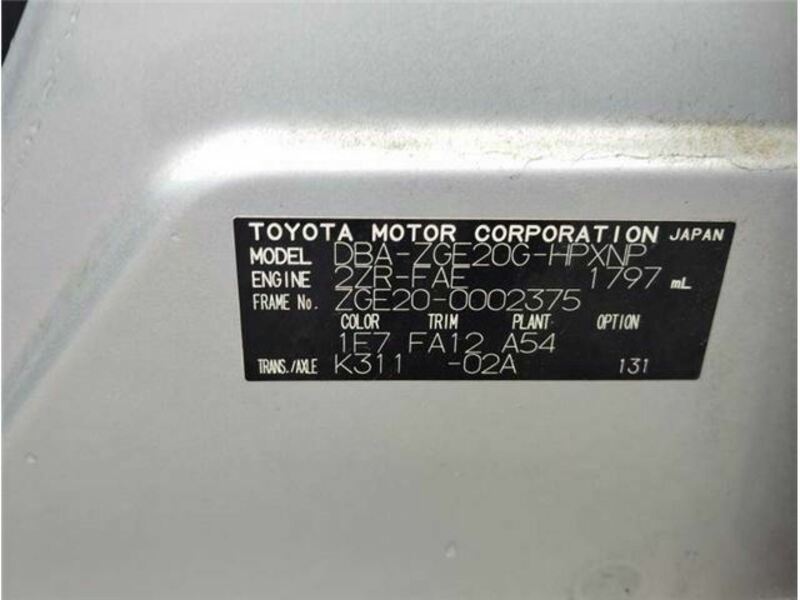 TOYOTA MOTOR CORPORATION JAPAN
MODEL DBA-ZGE20G-HPXNP
ENGINE 2ZR-FAE 1797 mL
FRAME No. ZGE20-0002375
COLOR TRIM PLANT OPTION
1E7 FA12 A54
TRANS./AXLE K311 -02A 131